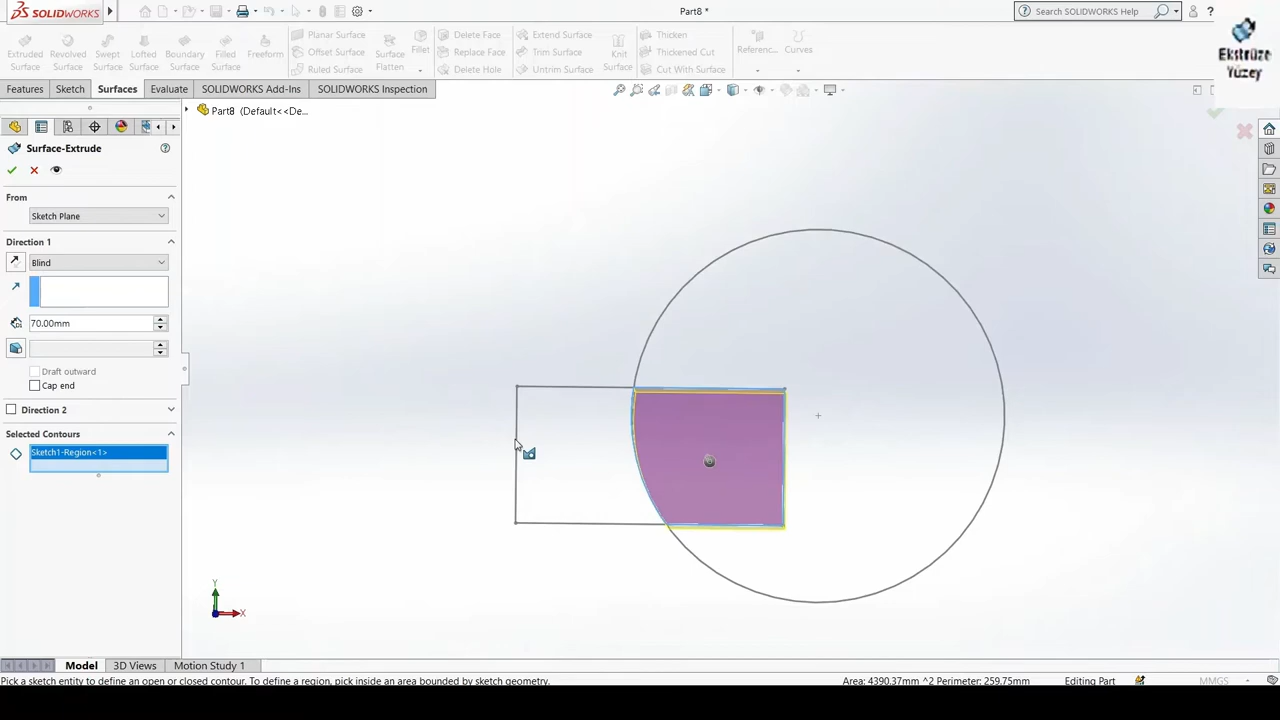 SOLIDWORKS
Part8 *
Search SOLIDWORKS Help
?
Ekstrüze
Yüzey
Extruded
Surface
Revolved
Surface
Swept
Surface
Lofted
Surface
Boundary
Surface
Filled
Surface
Freeform
Planar Surface
Offset Surface
Ruled Surface
Surface
Flatten
Fillet
Delete Face
Replace Face
Delete Hole
Extend Surface
Trim Surface
Untrim Surface
Knit
Surface
Thicken
Thickened Cut
Cut With Surface
Referenc...
Curves
Features
Sketch
Surfaces
Evaluate
SOLIDWORKS Add-Ins
SOLIDWORKS Inspection
Part8 (Default<<De...
Surface-Extrude
From
Sketch Plane
Direction 1
Blind
70.00mm
Draft outward
Cap end
Direction 2
Selected Contours
Sketch1-Region<1>
Y
X
Model
3D Views
Motion Study 1
Pick a sketch entity to define an open or closed contour. To define a region, pick inside an area bounded by sketch geometry.
Area: 4390.37mm ^2 Perimeter: 259.75mm
Editing Part
MMGS